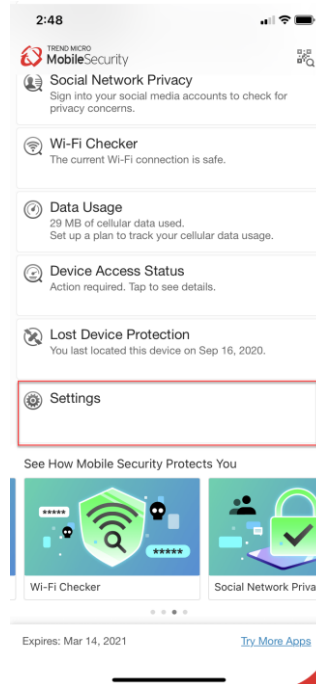 2:48
TREND MICRO
MobileSecurity
Social Network Privacy
Sign into your social media accounts to check for
privacy concerns.
Wi-Fi Checker
The current Wi-Fi connection is safe.
Data Usage
29 MB of cellular data used.
Set up a plan to track your cellular data usage.
Device Access Status
Action required. Tap to see details.
Lost Device Protection
You last located this device on Sep 16, 2020.
Settings
See How Mobile Security Protects You
*****
*****
Wi-Fi Checker
Social Network Priva
Expires: Mar 14, 2021
Try More Apps